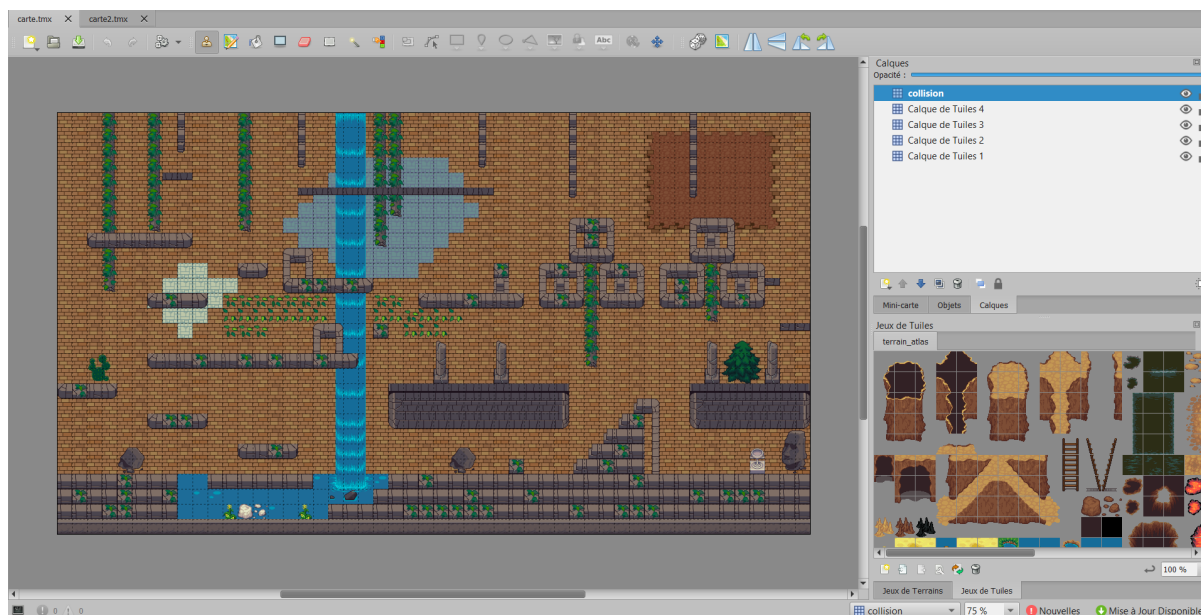 carte.tmx
carte2.tmx
Abc
Calques
Opacité :
collision
Calque de Tuiles 4
Calque de Tuiles 3
Calque de Tuiles 2
Calque de Tuiles 1
Mini-carte Objets Calques
Jeux de Tuiles
terrain_atlas
100 %
Jeux de Terrains Jeux de Tuiles
0 0 collision 75 % Nouvelles Mise à Jour Disponible